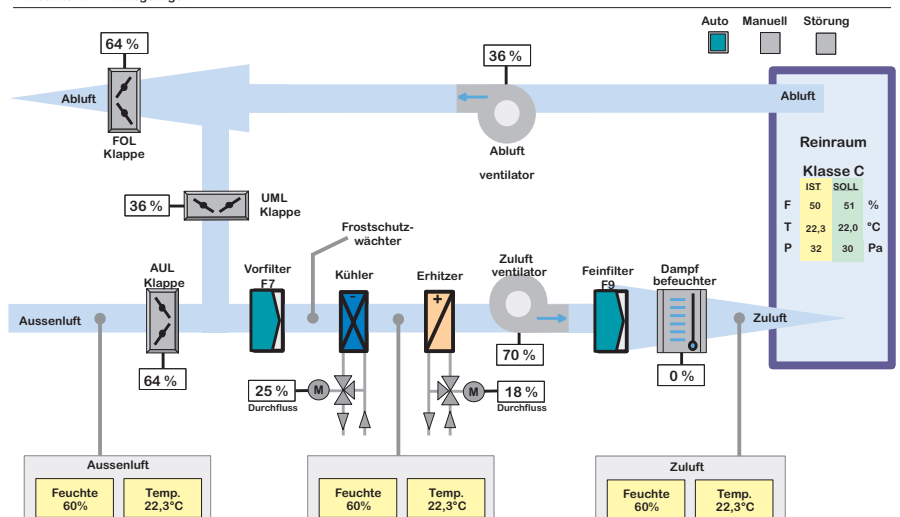 Auto Manuell Störung
64 %
36 %
Abluft
Abluft
FOL
Klappe
Abluft
ventilator
Reinraum
Klasse C
IST SOLL
F 50 51 %
T 22,3 22,0 °C
P 32 30 Pa
36 %
UML
Klappe
Frostschutz-
wächter
AUL
Klappe
Vorfilter
F7
Kühler
Erhitzer
Zuluft
ventilator
Feinfilter
F9
Dampf
befeuchter
Aussenluft
Zuluft
64 %
70 %
0 %
25 %
M
M
18 %
Durchfluss
Durchfluss
Aussenluft
Zuluft
Feuchte
60%
Temp.
22,3°C
Feuchte
60%
Temp.
22,3°C
Feuchte
60%
Temp.
22,3°C